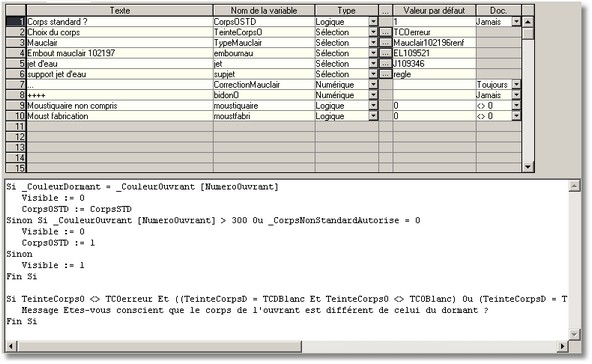 Texte Nom de la variable Type ... Valeur par défaut Doc.
1 Corps standard ? CorpsOSTD Logique 1 Jamais
2 Choix du corps TeinteCorpsO Sélection ... TCOerreur
3 Mauclair TypeMauclair Sélection ... Mauclair102196renf
4 Embout mauclair 102197 embournau Sélection ... EL109521
5 jet d'eau jet Sélection ... J109346
6 support jet d'eau supjet Sélection ... regle
7 ... CorrectionMauclair Numérique Toujours
8 ++++ bidonO Numérique Jamais
9 Moustiquaire non compris moustiquaire Logique 0 <> 0
10 Moust fabrication moustfabri Logique 0 <> 0
11
12
13
14
15
Si _CouleurDormant = _CouleurOuvrant [NumeroOuvrant]
Visible := 0
CorpsOSTD := CorpsSTD
Sinon Si _CouleurOuvrant [NumeroOuvrant] > 300 Ou _CorpsNonStandardAutorise = 0
Visible := 0
CorpsOSTD := 1
Sinon
Visible := 1
Fin Si
Si TeinteCorpsO <> TCOerreur Et ((TeinteCorpsD = TCDBlanc Et TeinteCorpsO <> TCOBlanc) Ou (TeinteCorpsD = T
Message Etes-vous conscient que le corps de l'ouvrant est différent de celui du dormant ?
Fin Si